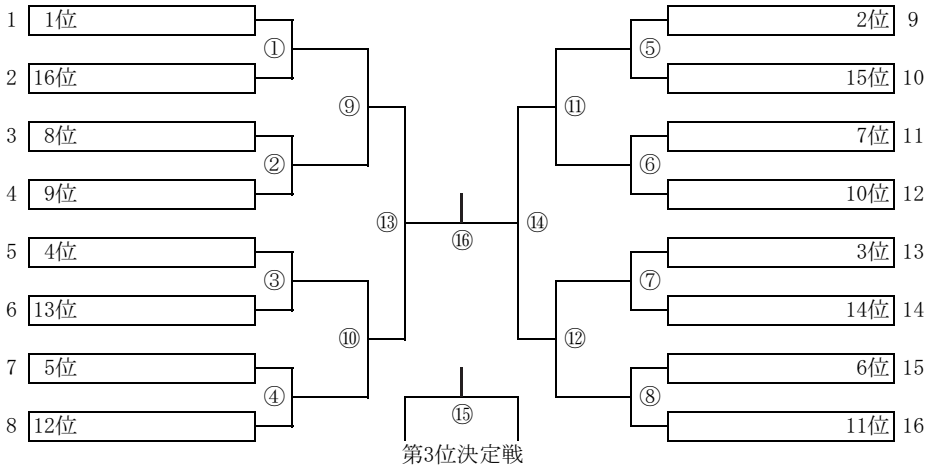 1 1位 2位 9
① ⑤
2 16位 15位 10
⑨ ⑪
3 8位 7位 11
② ⑥
4 9位 10位 12
⑬ ⑯ ⑭
5 4位 3位 13
③ ⑦
6 13位 14位 14
⑩ ⑫
7 5位 6位 15
④ ⑮ ⑧
8 12位 11位 16
第3位決定戦